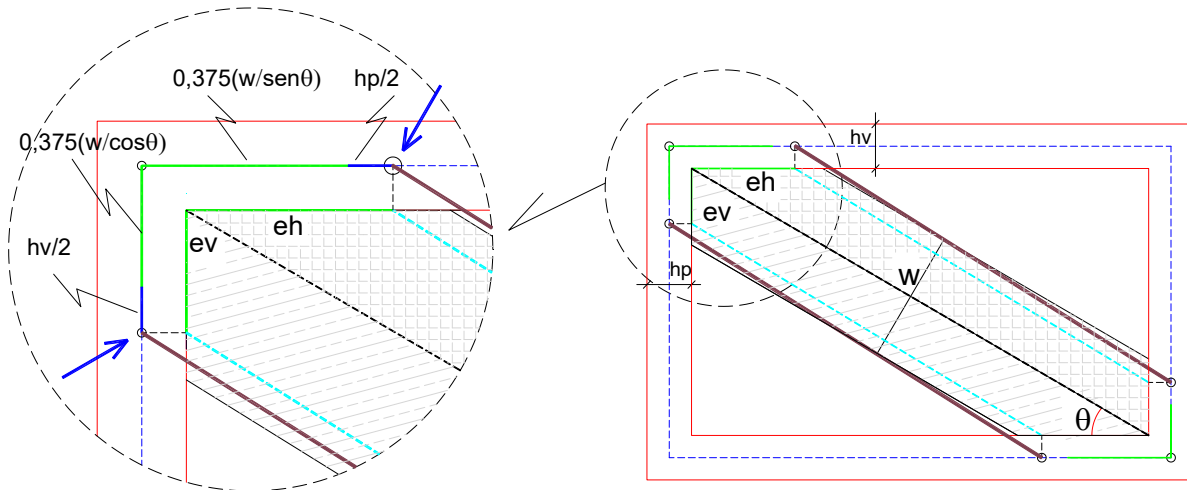 0,375(w/senθ)
hp/2
0,375(w/cosθ)
hv/2
eh
ev
hv
eh
ev
hp
w
θ